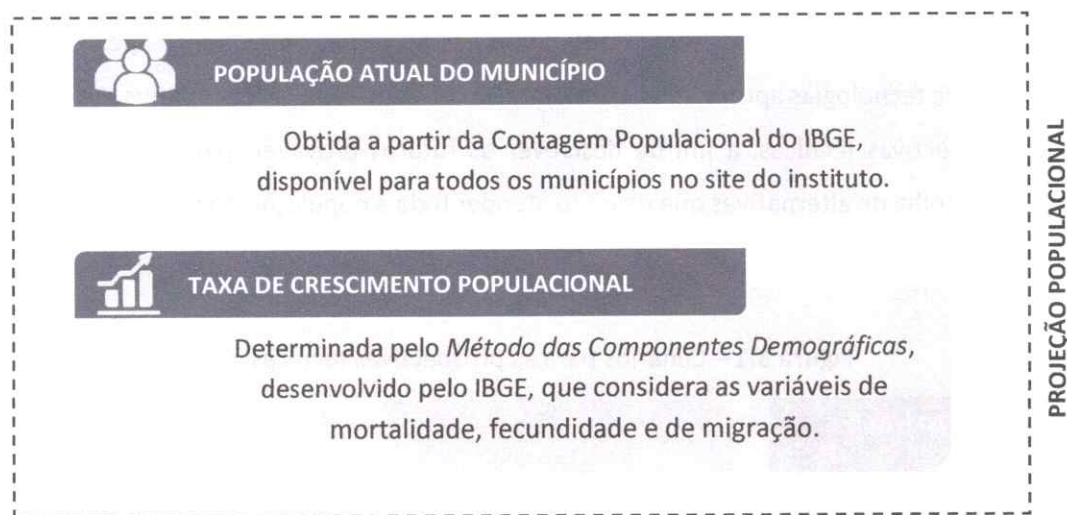 POPULAÇÃO ATUAL DO MUNICÍPIO
Obtida a partir da Contagem Populacional do IBGE,
disponível para todos os municípios no site do instituto.
TAXA DE CRESCIMENTO POPULACIONAL
Determinada pelo Método das Componentes Demográficas,
desenvolvido pelo IBGE, que considera as variáveis de
mortalidade, fecundidade e de migração.
PROJEÇÃO POPULACIONAL